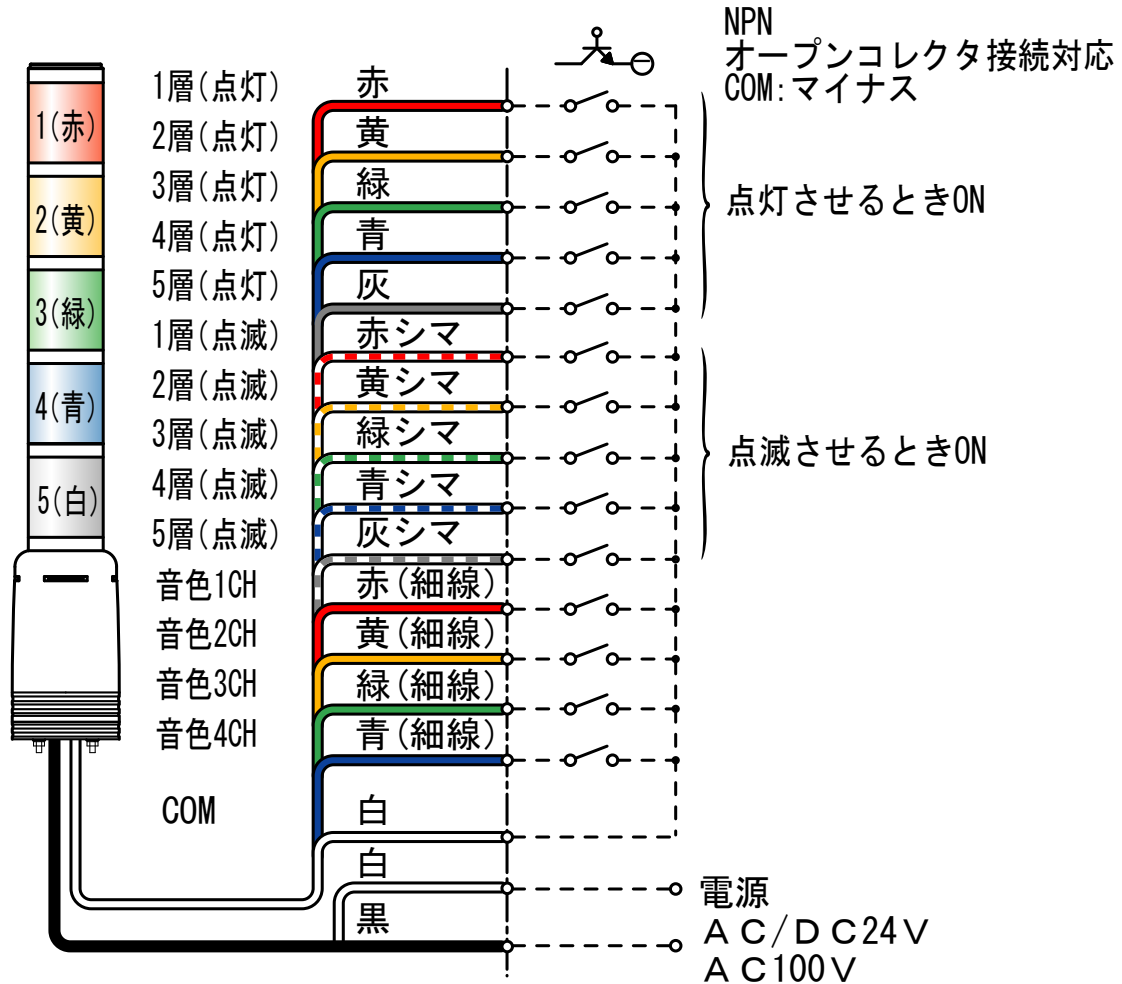 NPN
オープンコレクタ接続対応
COM:マイナス
1(赤)
2(黄)
3(緑)
4(青)
5(白)
1層(点灯) 赤
2層(点灯) 黄
3層(点灯) 緑
4層(点灯) 青
5層(点灯) 灰
1層(点滅) 赤シマ
2層(点滅) 黄シマ
3層(点滅) 緑シマ
4層(点滅) 青シマ
5層(点滅) 灰シマ
音色1CH 赤(細線)
音色2CH 黄(細線)
音色3CH 緑(細線)
音色4CH 青(細線)
COM 白
白
黒
点灯させるときON
点滅させるときON
電源
AC/DC24V
AC100V